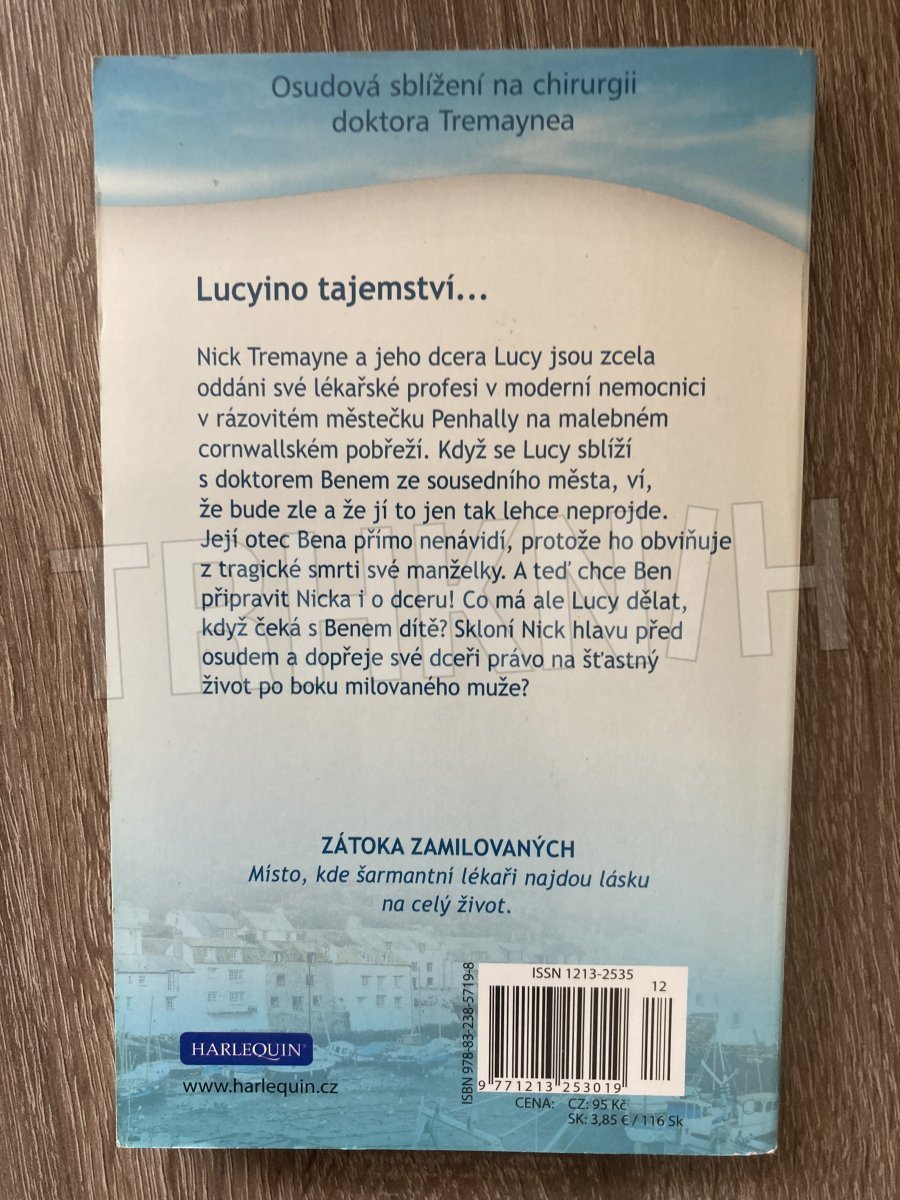 Osudová sblížení na chirurgii
doktora Tremaynea
Lucyino tajemství...
Nick Tremayne a jeho dcera Lucy jsou zcela
oddáni své lékařské profesi v moderní nemocnici
v rázovitém městečku Penhally na malebném
cornwallském pobřeží. Když se Lucy sblíží
s doktorem Benem ze sousedního města, ví,
že bude zle a že jí to jen tak lehce neprojde.
Její otec Bena přímo nenávidí, protože ho obviňuje
z tragické smrti své manželky. A teď chce Ben
připravit Nicka i o dceru! Co má ale Lucy dělat,
když čeká s Benem dítě? Skloní Nick hlavu před
osudem a dopřeje své dceři právo na šťastný
život po boku milovaného muže?
TRHKNIH
ZÁTOKA ZAMILOVANÝCH
Místo, kde šarmantní lékaři najdou lásku
na celý život.
HARLEQUIN®
www.harlequin.cz
ISBN 978-83-238-5719-8
ISSN 1213-2535
12
9 771213 253019
CENA: CZ: 95 Kč
SK: 3,85 € / 116 Sk